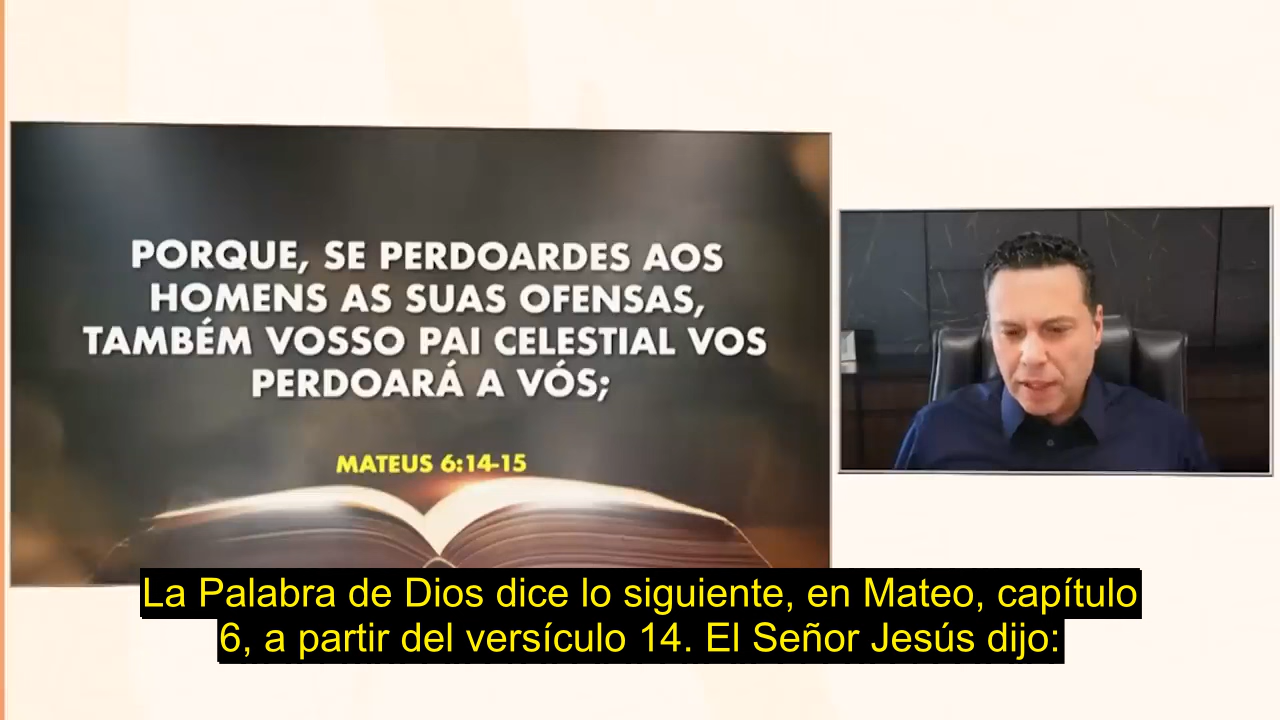 PORQUE, SE PERDOARDES AOS
HOMENS AS SUAS OFENSAS,
TAMBÉM VOSSO PAI CELESTIAL VOS
PERDOARÁ A VÓS;
MATEUS 6:14-15
La Palabra de Dios dice lo siguiente, en Mateo, capítulo
6, a partir del versículo 14. El Señor Jesús dijo: